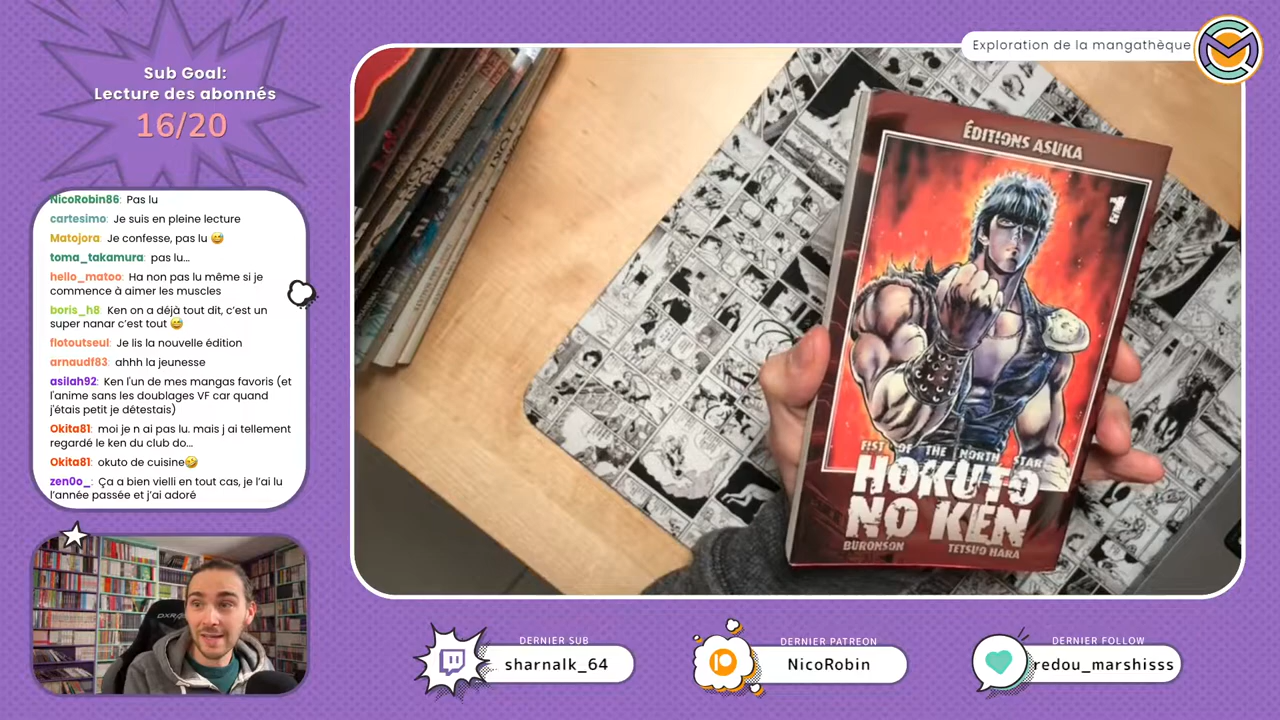 Sub Goal:
Lecture des abonnés
16/20
NicoRobin86: Pas lu
cartesimo: Je suis en pleine lecture
Matojora: Je confesse, pas lu 😅
toma_takamura: pas lu...
hello_matoo: Ha non pas lu même si je
commence à aimer les muscles
boris_h8: Ken on a déjà tout dit, c'est un
super nanar c'est tout 😅
flotoutseul: Je lis la nouvelle édition
arnaudf83: ahhh la jeunesse
asilah92: Ken l'un de mes mangas favoris (et
l'anime sans les doublages VF car quand
j'étais petit je détestais)
Okita81: moi je n ai pas lu. mais j ai tellement
regardé le ken du club do...
Okita81: okuto de cuisine🤣
zen0o_: Ça a bien vielli en tout cas, je l'ai lu
l'année passée et j'ai adoré
Exploration de la mangathèque
ÉDITIONS ASUKA
1
FIST OF THE NORTH STAR
HOKUTO
NO KEN
BURONSON TETSUO HARA
DXR
DERNIER SUB
sharnalk_64
DERNIER PATREON
NicoRobin
DERNIER FOLLOW
redou_marshisss